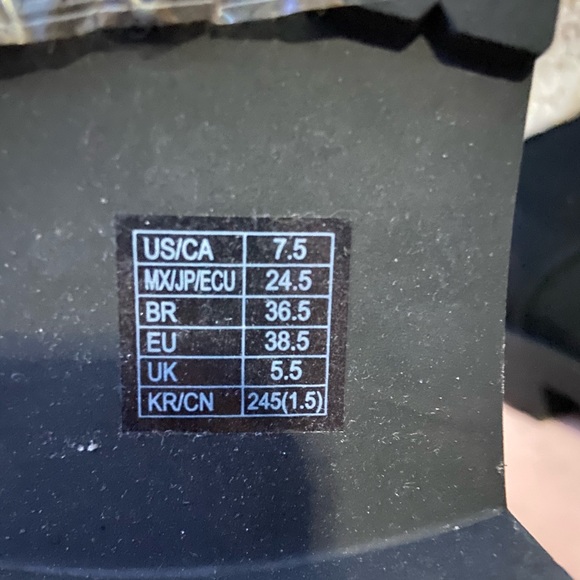 US/CA 7.5
MX/JP/ECU 24.5
BR 36.5
EU 38.5
UK 5.5
KR/CN 245(1.5)